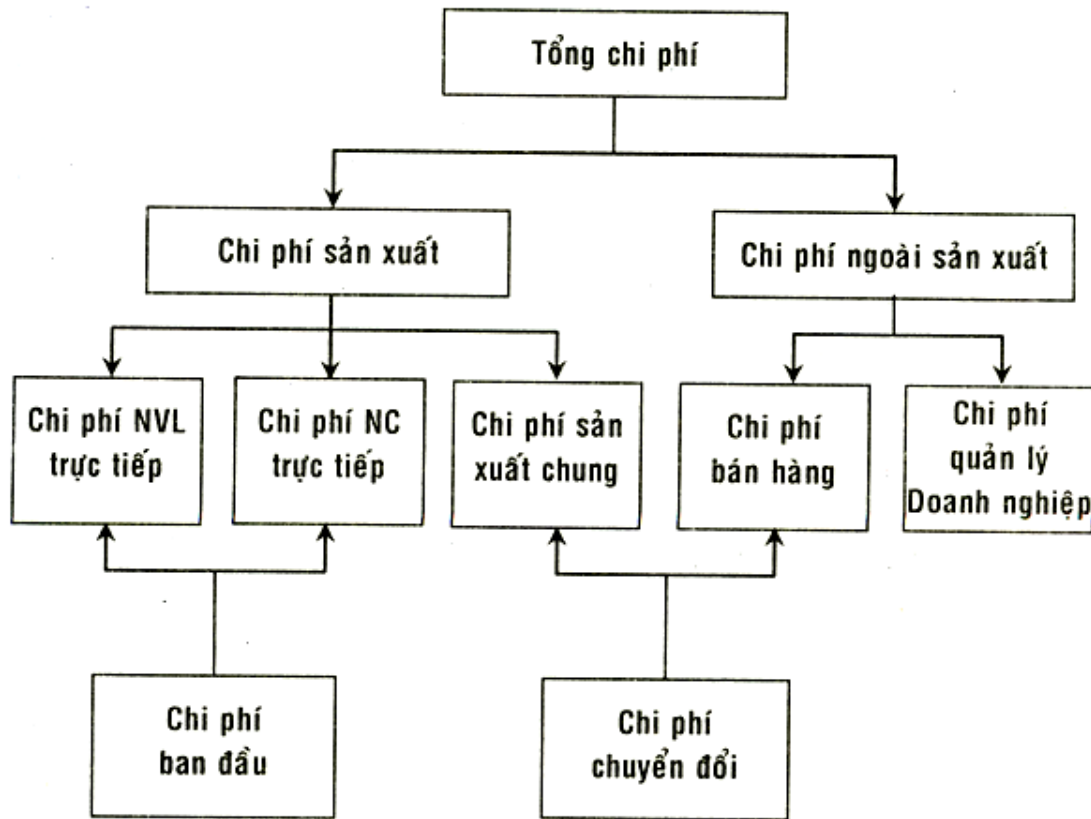 Tổng chi phí
Chi phí sản xuất
Chi phí ngoài sản xuất
Chi phí NVL
trực tiếp
Chi phí NC
trực tiếp
Chi phí sản
xuất chung
Chi phí
bán hàng
Chi phí
quản lý
Doanh nghiệp
Chi phí
ban đầu
Chi phí
chuyển đổi